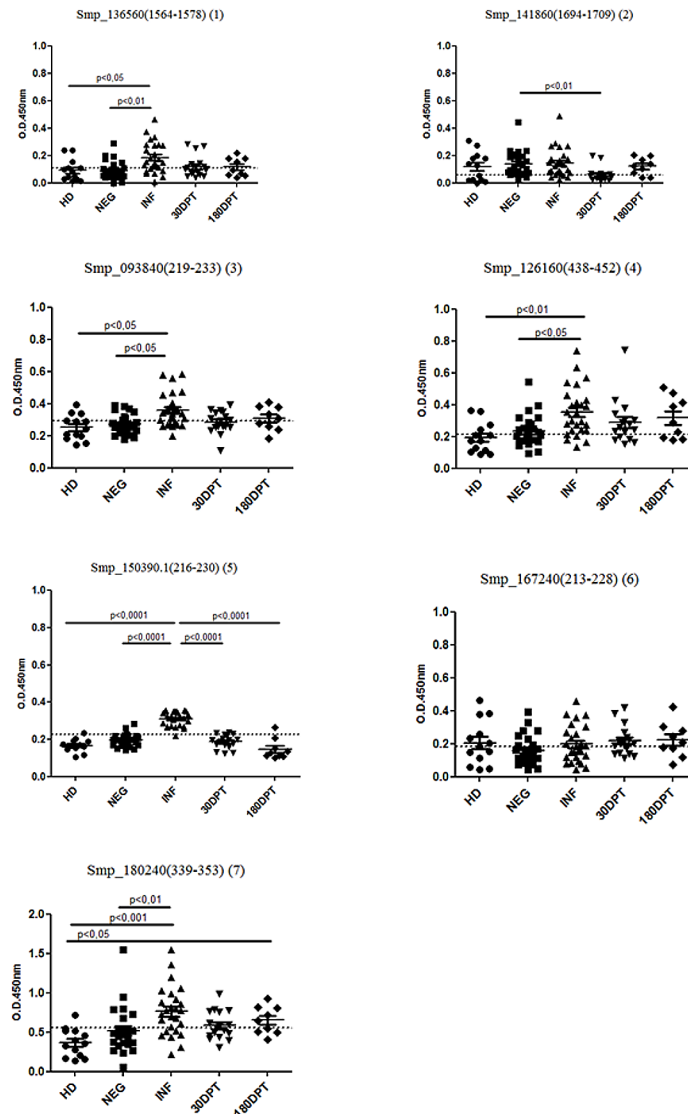 Smp_136560(1564-1578) (1)
1.0
0.8
0.6
0.4
0.2
0.0
O.D.450nm
p<0,05
p<0,01
HD
NEG
INF
30DPT
180DPT
Smp_141860(1694-1709) (2)
1.0
0.8
0.6
0.4
0.2
0.0
O.D.450nm
p<0,01
HD
NEG
INF
30DPT
180DPT
Smp_093840(219-233) (3)
1.0
0.8
0.6
0.4
0.2
0.0
O.D.450nm
p<0,05
p<0,05
HD
NEG
INF
30DPT
180DPT
Smp_126160(438-452) (4)
1.0
0.8
0.6
0.4
0.2
0.0
O.D.450nm
p<0,01
p<0,05
HD
NEG
INF
30DPT
180DPT
Smp_150390.1(216-230) (5)
1.0
0.8
0.6
0.4
0.2
0.0
O.D.450nm
p<0,0001
p<0,0001
p<0,0001
p<0,0001
HD
NEG
INF
30DPT
180DPT
Smp_167240(213-228) (6)
1.0
0.8
0.6
0.4
0.2
0.0
O.D.450nm
HD
NEG
INF
30DPT
180DPT
Smp_180240(339-353) (7)
2.0
1.5
1.0
0.5
0.0
O.D.450nm
p<0,01
p<0,001
p<0,05
HD
NEG
INF
30DPT
180DPT